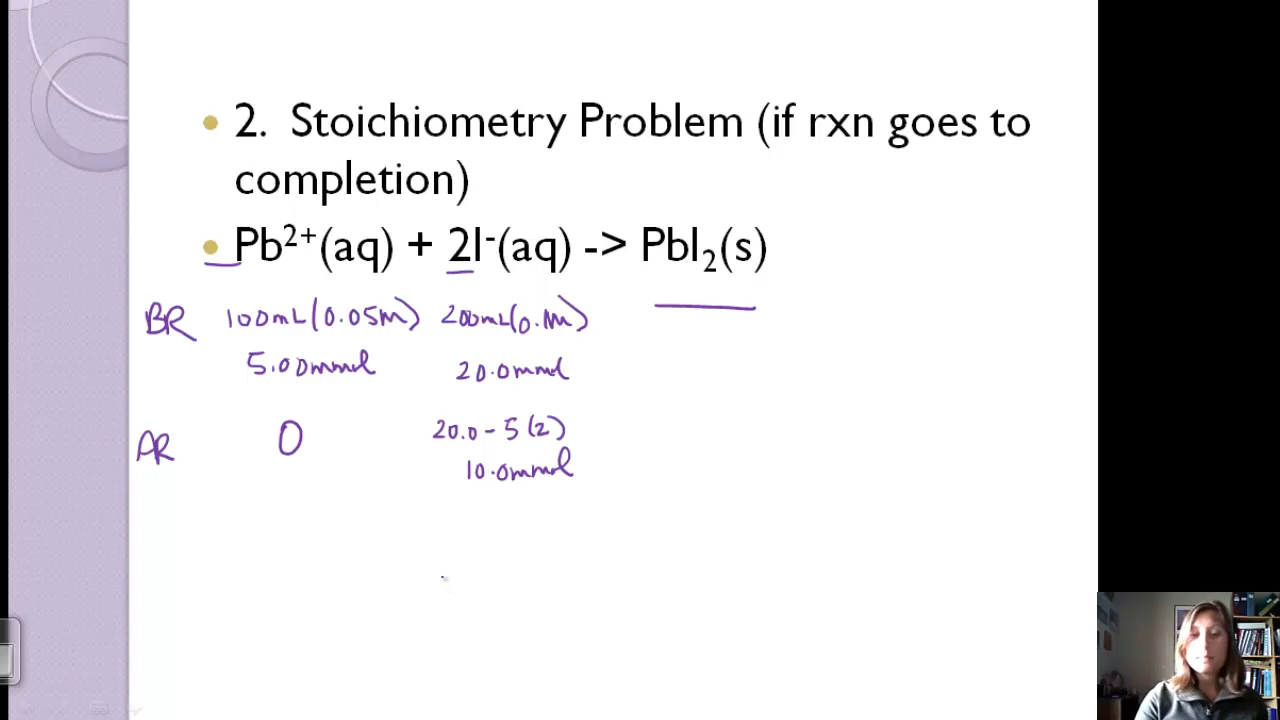 • 2. Stoichiometry Problem (if rxn goes to
completion)
• Pb²⁺(aq) + 2I⁻(aq) -> PbI₂(s)
BR 100mL(0.05M) 200mL(0.1M)
5.00mmol 20.0mmol
AR 0 20.0-5(2)
10.0mmol